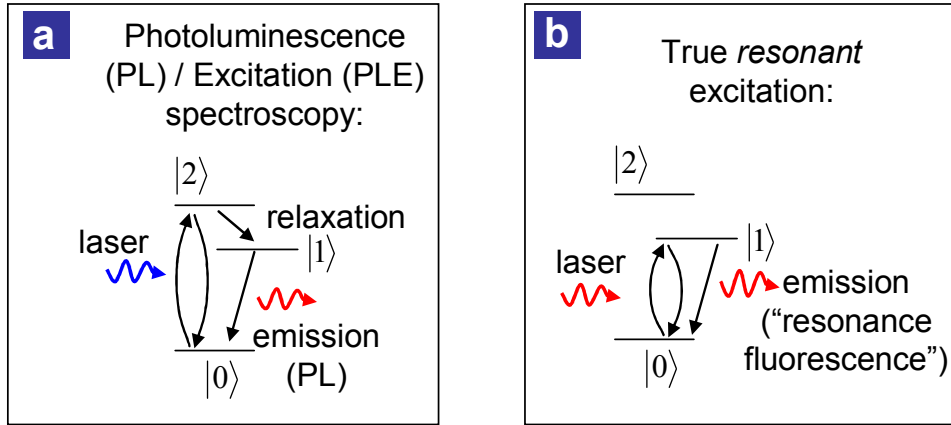 a
Photoluminescence
(PL) / Excitation (PLE)
spectroscopy:
|2⟩
relaxation
laser
|1⟩
emission
(PL)
|0⟩
b
True resonant
excitation:
|2⟩
laser
|1⟩
emission
(“resonance
fluorescence”)
|0⟩